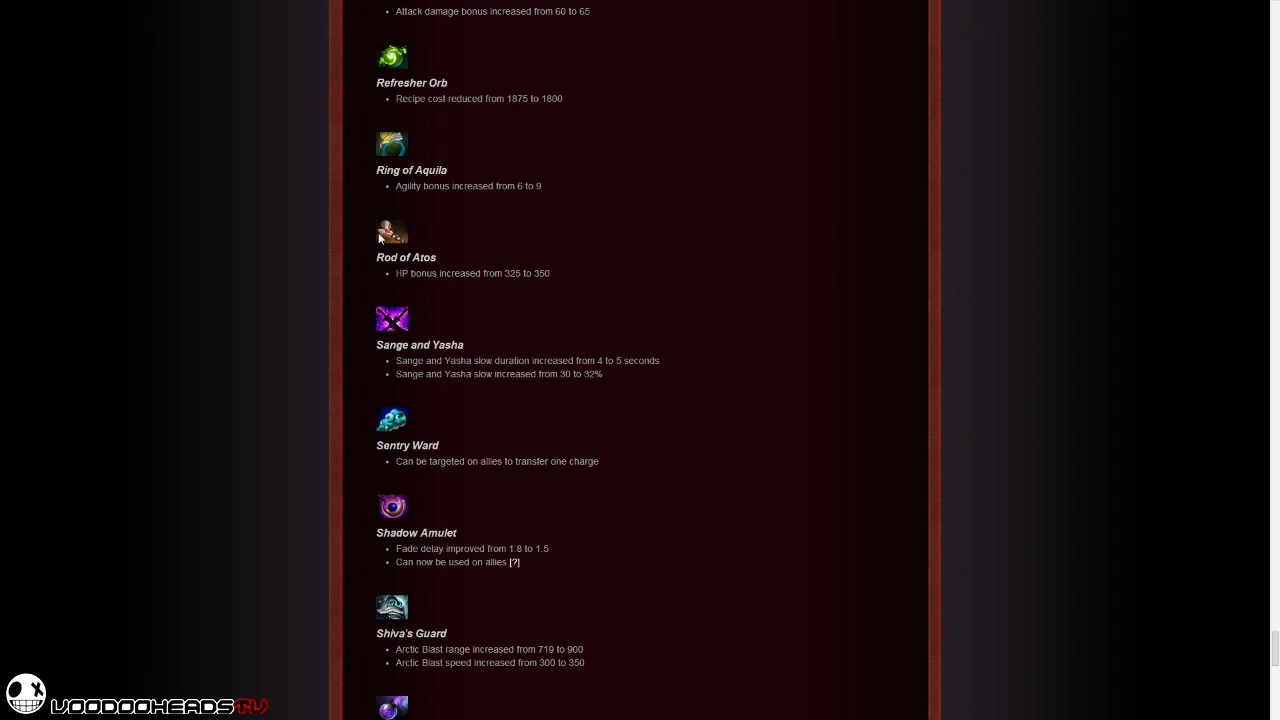 Attack damage bonus increased from 60 to 65
Refresher Orb
Recipe cost reduced from 1875 to 1800
Ring of Aquila
Agility bonus increased from 6 to 9
Rod of Atos
HP bonus increased from 325 to 350
Sange and Yasha
Sange and Yasha slow duration increased from 4 to 5 seconds
Sange and Yasha slow increased from 30 to 32%
Sentry Ward
Can be targeted on allies to transfer one charge
Shadow Amulet
Fade delay improved from 1.8 to 1.5
Can now be used on allies [?]
Shiva's Guard
Arctic Blast range increased from 719 to 900
Arctic Blast speed increased from 300 to 350
VOODOOHEADSTV